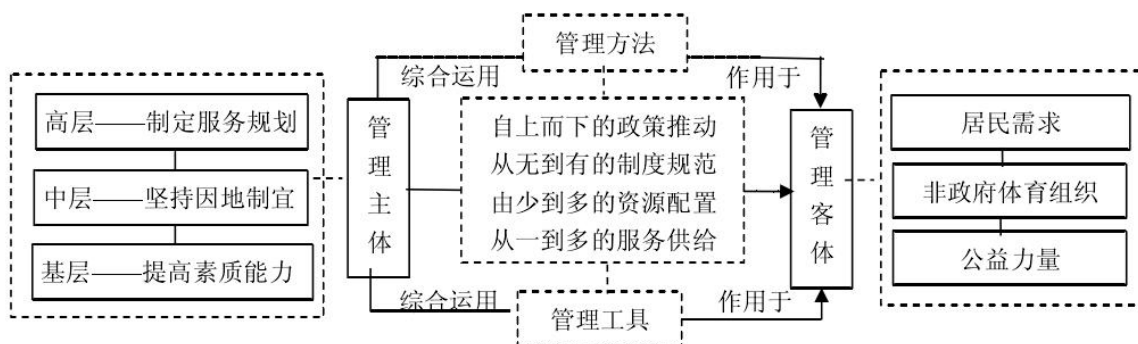 管理方法
综合运用
作用于
高层——制定服务规划
中层——坚持因地制宜
基层——提高素质能力
管理主体
自上而下的政策推动
从无到有的制度规范
由少到多的资源配置
从一到多的服务供给
管理客体
居民需求
非政府体育组织
公益力量
综合运用
作用于
管理工具